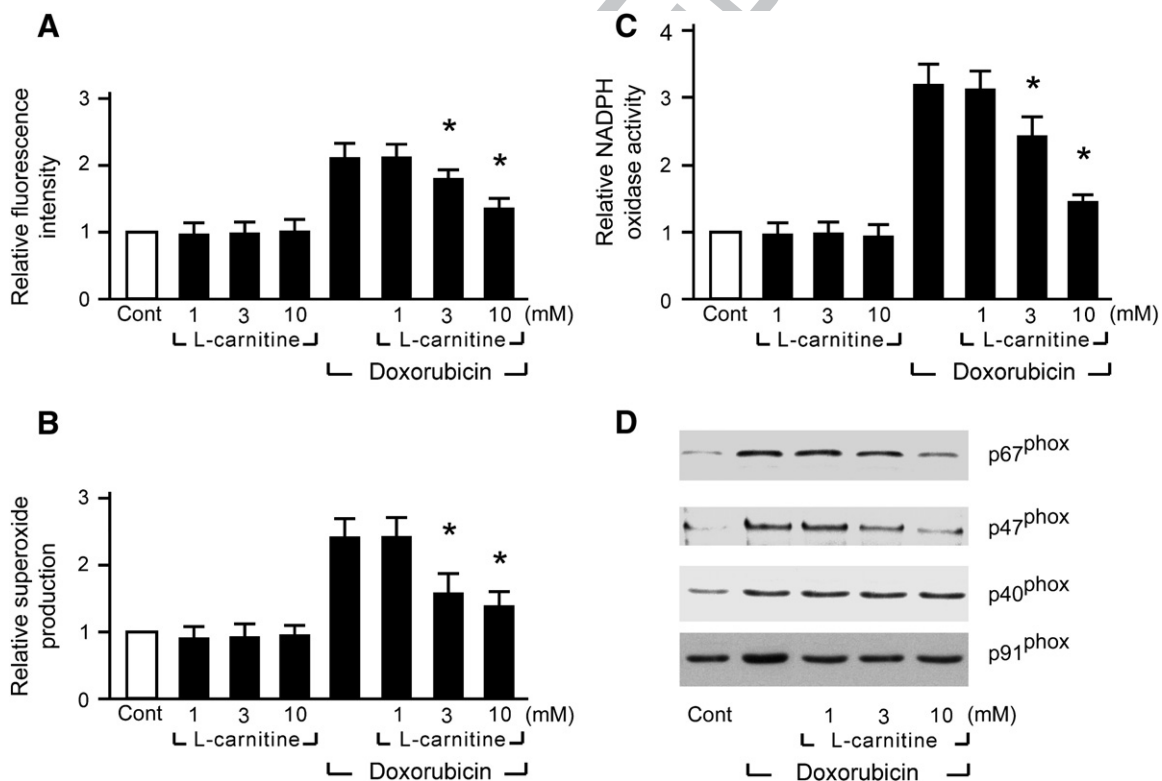 A
Relative fluorescence
intensity
3
2
1
0
*
*
Cont 1 3 10 1 3 10 (mM)
L-carnitine L-carnitine
Doxorubicin
B
Relative superoxide
production
3
2
1
0
*
*
Cont 1 3 10 1 3 10 (mM)
L-carnitine L-carnitine
Doxorubicin
C
Relative NADPH
oxidase activity
4
3
2
1
0
*
*
Cont 1 3 10 1 3 10 (mM)
L-carnitine L-carnitine
Doxorubicin
D
p67phox
p47phox
p40phox
p91phox
Cont 1 3 10 (mM)
L-carnitine
Doxorubicin